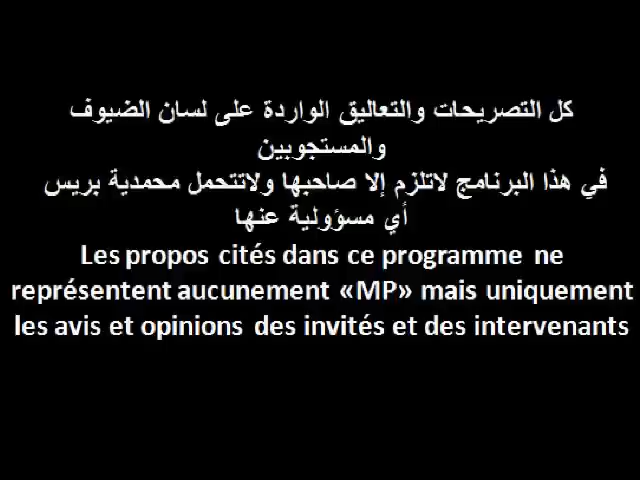 كل التصريحات والتعاليق الواردة على لسان الضيوف
والمستجوبين
في هذا البرنامج لاتلزم إلا صاحبها ولاتتحمل محمدية بريس
أي مسؤولية عنها
Les propos cités dans ce programme ne
représentent aucunement «MP» mais uniquement
les avis et opinions des invités et des intervenants